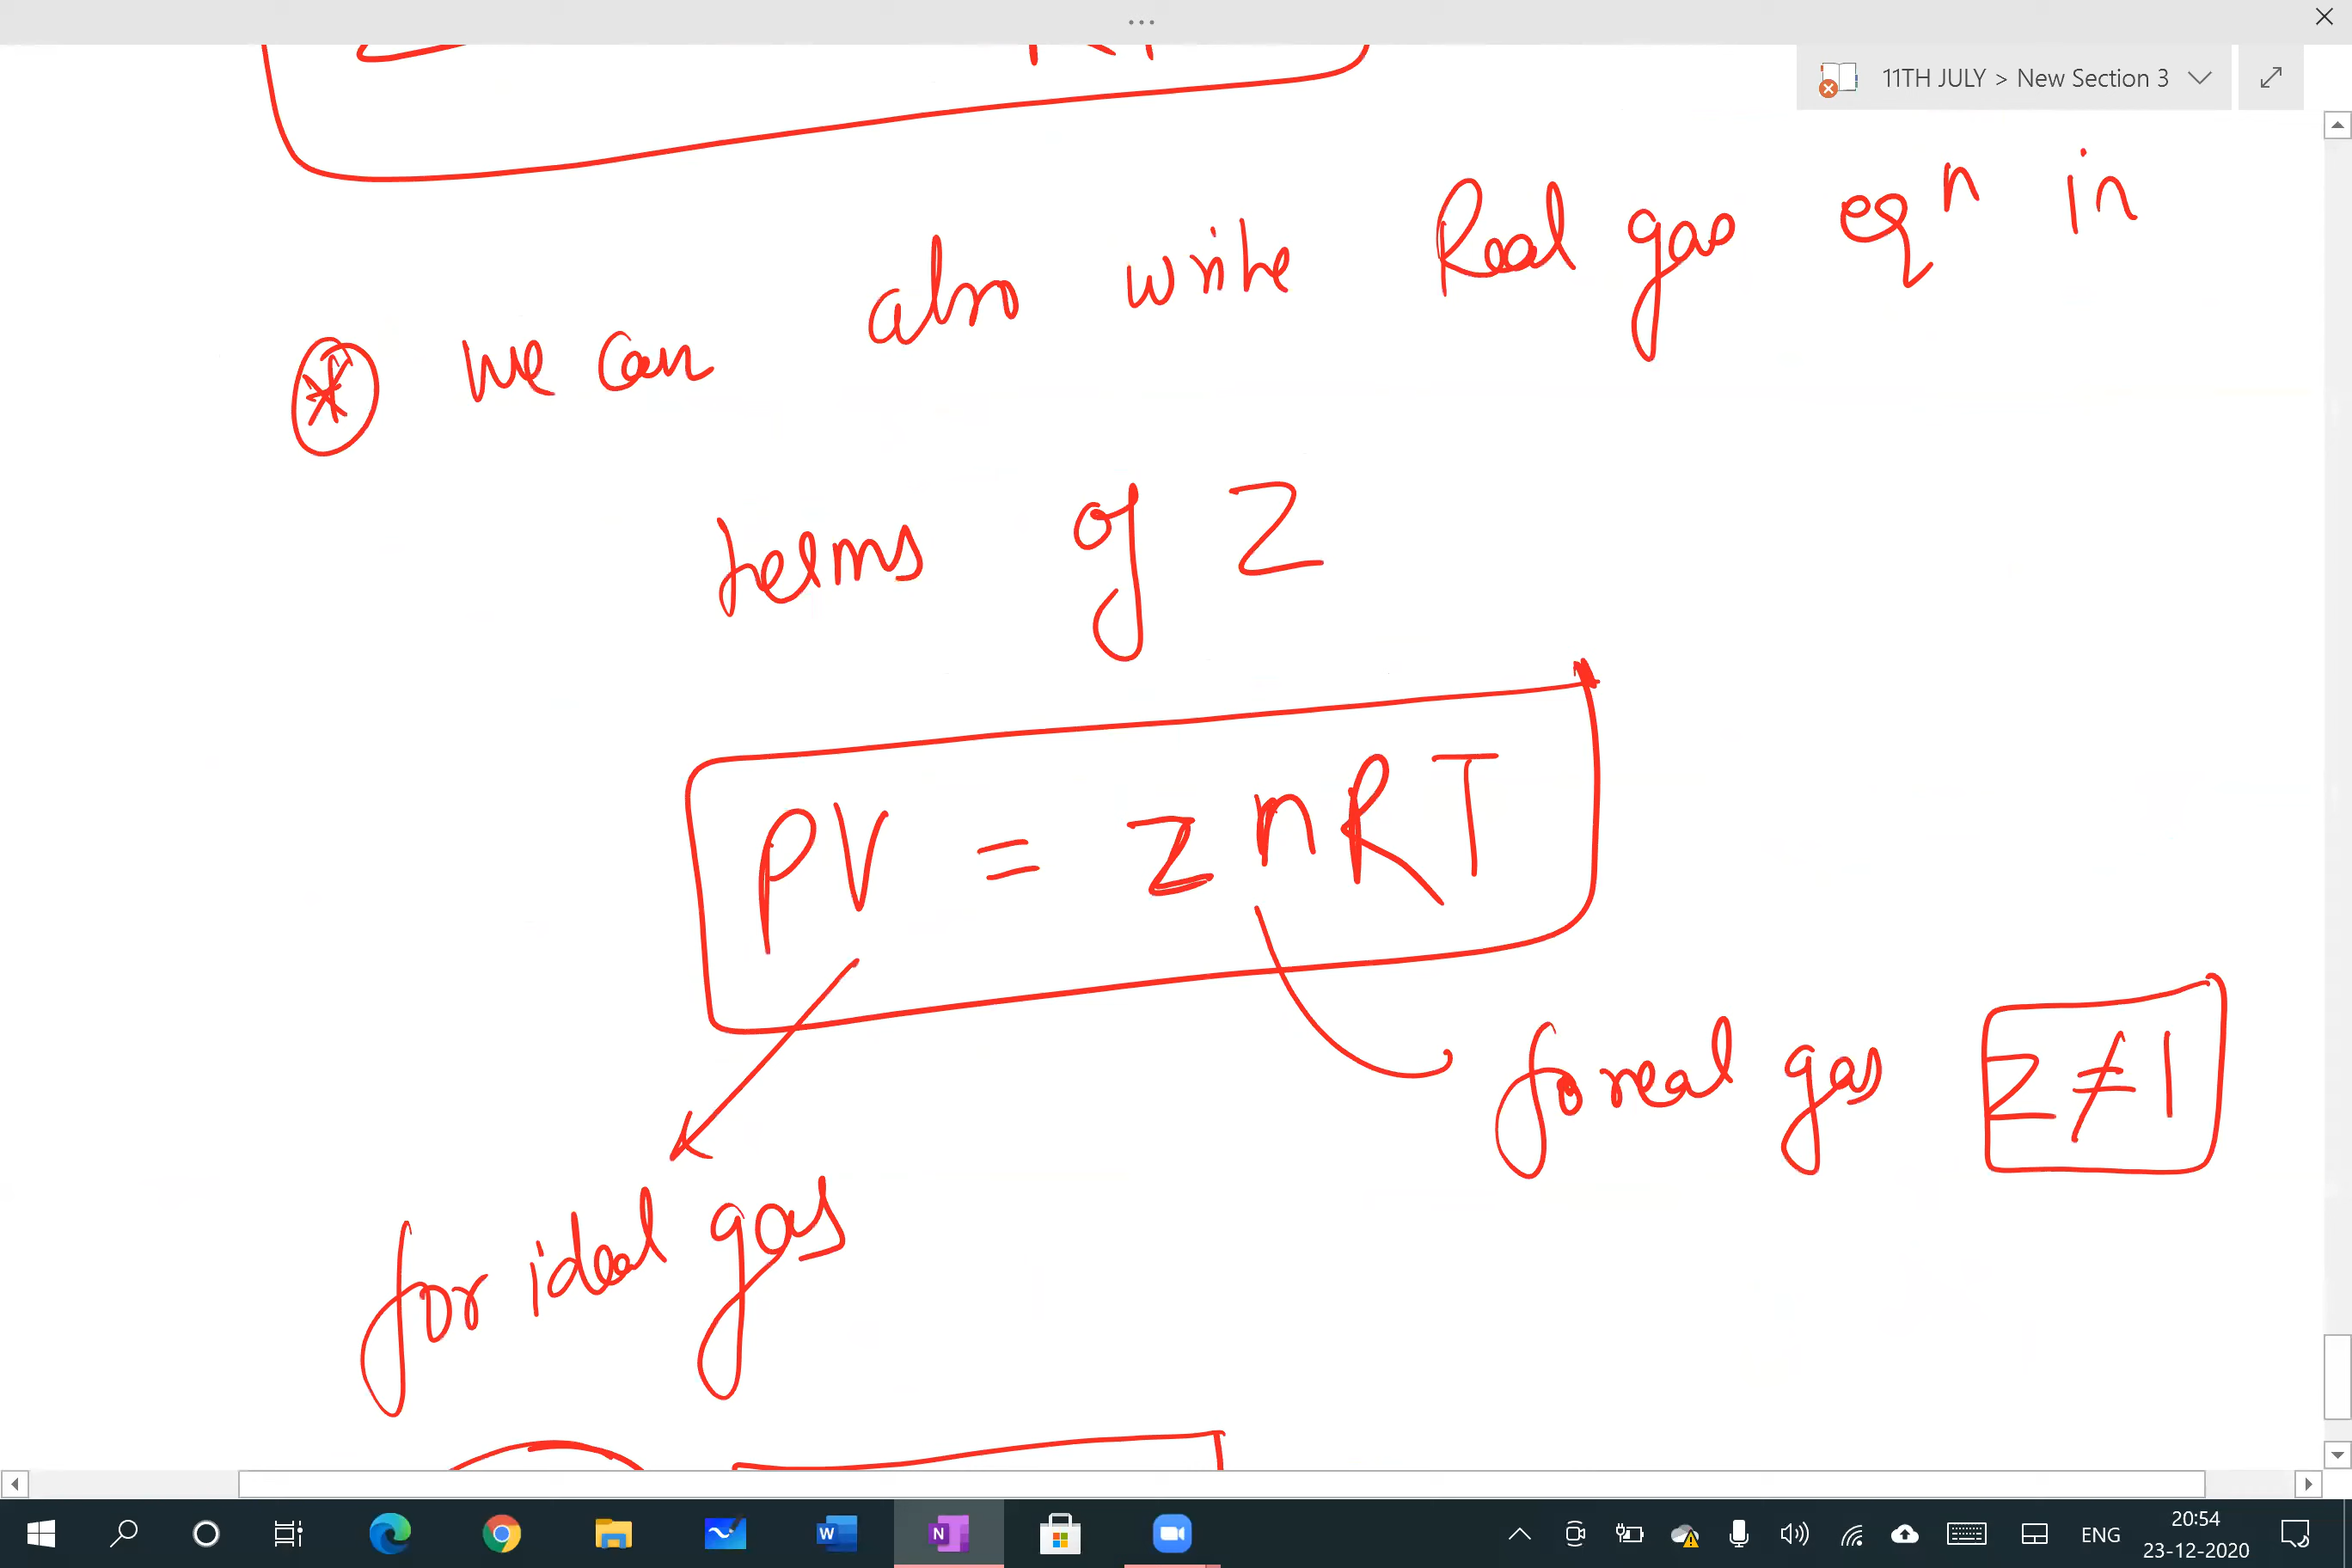 11TH JULY > New Section 3
* we can also write Real gas eqⁿ in
terms of Z
PV = z nRT
for real gas Z ≠ 1
for ideal gas
ENG
20:54
23-12-2020